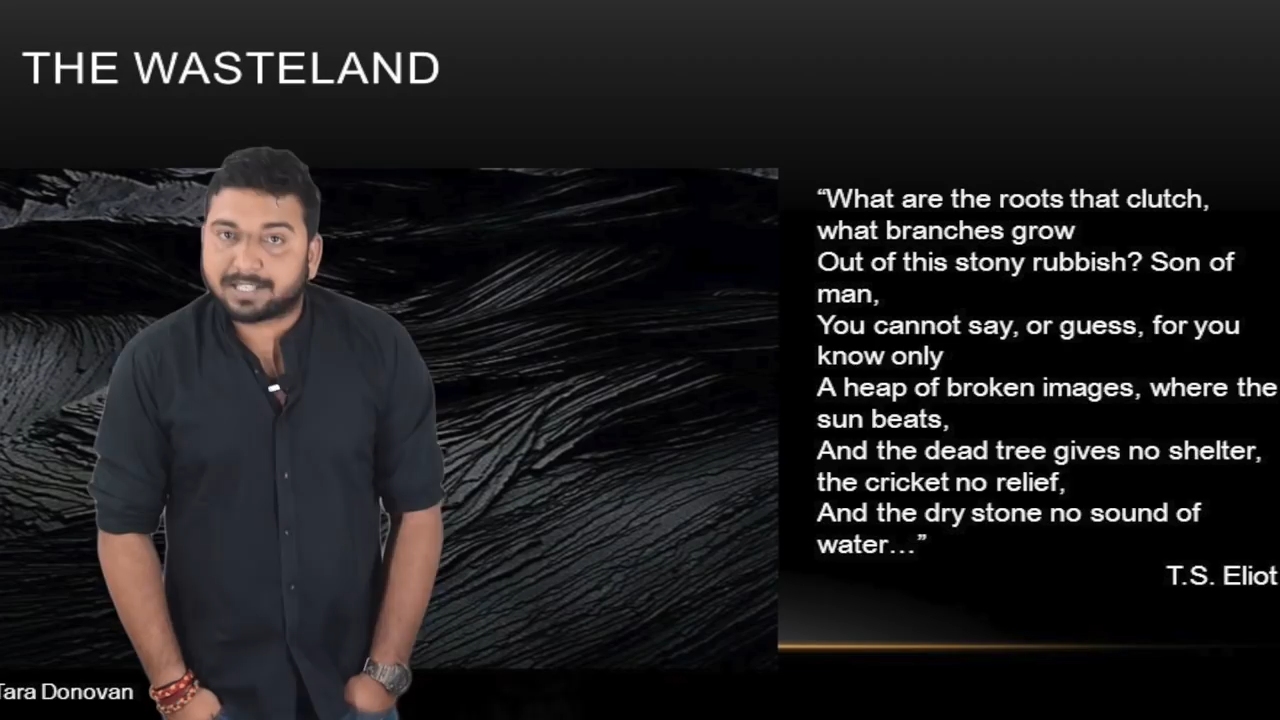 THE WASTELAND
“What are the roots that clutch,
what branches grow
Out of this stony rubbish? Son of
man,
You cannot say, or guess, for you
know only
A heap of broken images, where the
sun beats,
And the dead tree gives no shelter,
the cricket no relief,
And the dry stone no sound of
water…”
T.S. Eliot
Tara Donovan